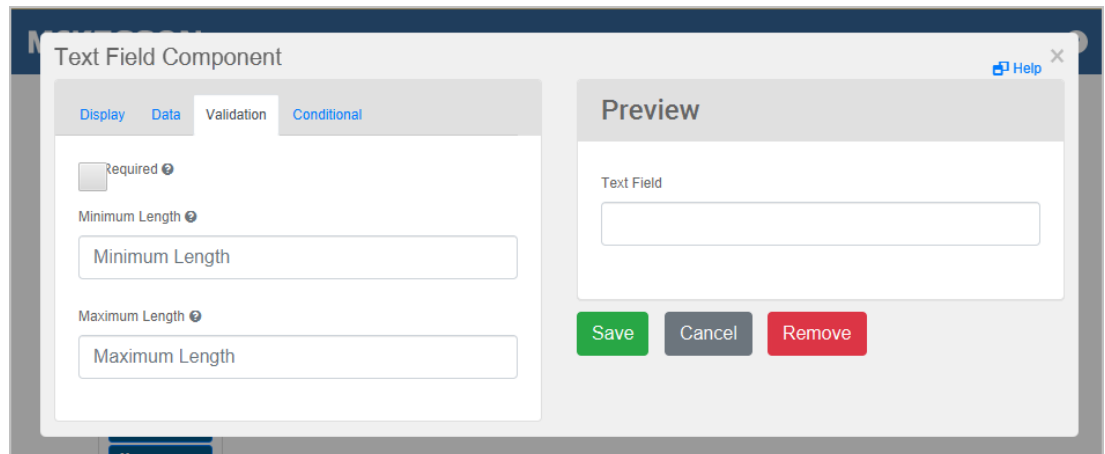 Text Field Component
Help
Display Data Validation Conditional
Required
Minimum Length
Minimum Length
Maximum Length
Maximum Length
Preview
Text Field
Save Cancel Remove